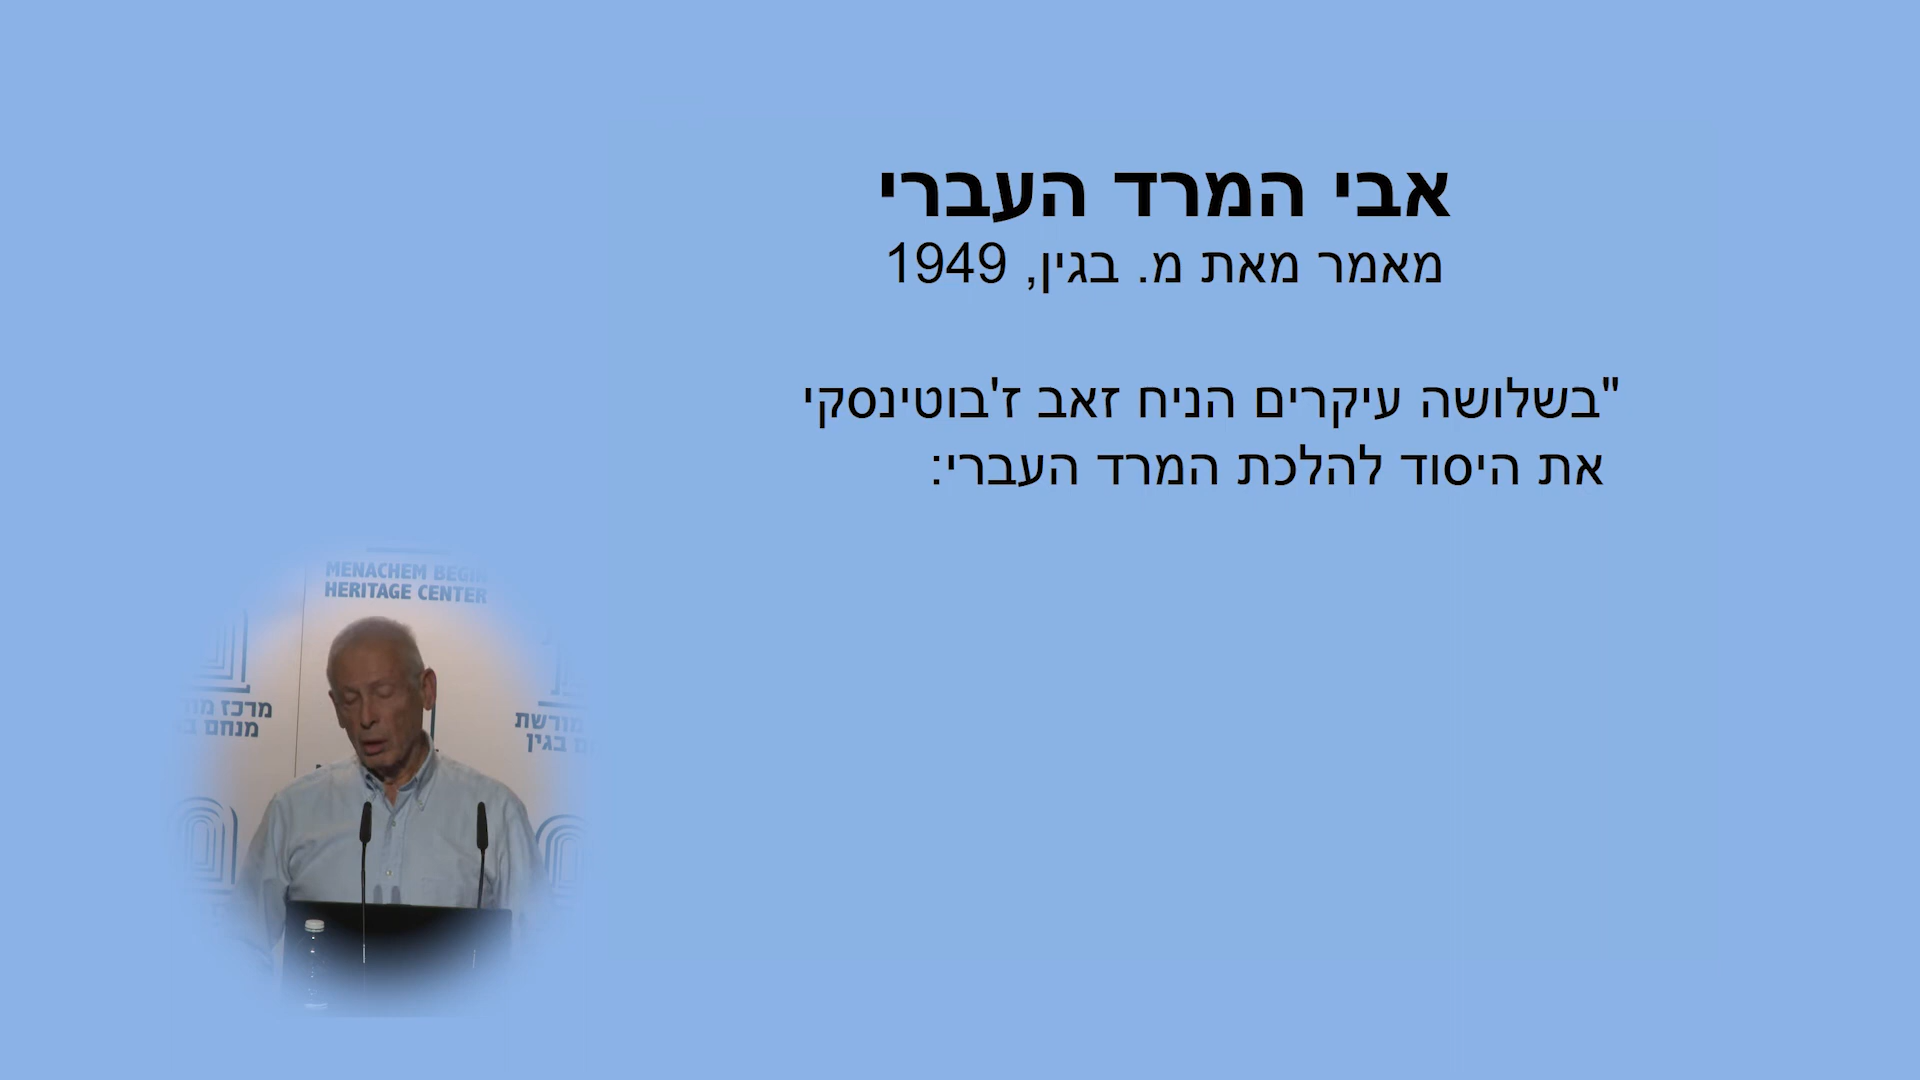 אבי המרד העברי
מאמר מאת מ. בגין, 1949
"בשלושה עיקרים הניח זאב ז'בוטינסקי
את היסוד להלכת המרד העברי:
MENACHEM BEGIN
HERITAGE CENTER
מרכז
מנחם
מורשת
בגין